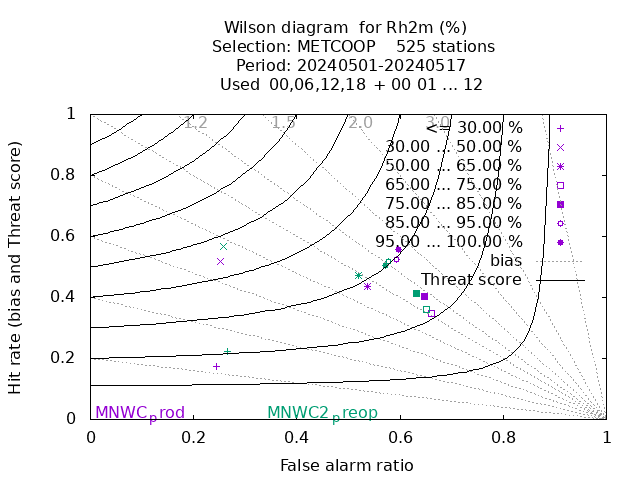 Wilson diagram  for Rh2m (%)
Selection: METCOOP    525 stations
Period: 20240501-20240517
Used  00,06,12,18  + 00 01 ... 12
1.2 1.5 2.0 3.0
<= 30.00 %
30.00 ... 50.00 %
50.00 ... 65.00 %
65.00 ... 75.00 %
75.00 ... 85.00 %
85.00 ... 95.00 %
95.00 ... 100.00 %
bias
Threat score
1
0.8
0.6
0.4
0.2
0
Hit rate (bias and Threat score)
MNWCprod MNWC2preop
0 0.2 0.4 0.6 0.8 1
False alarm ratio